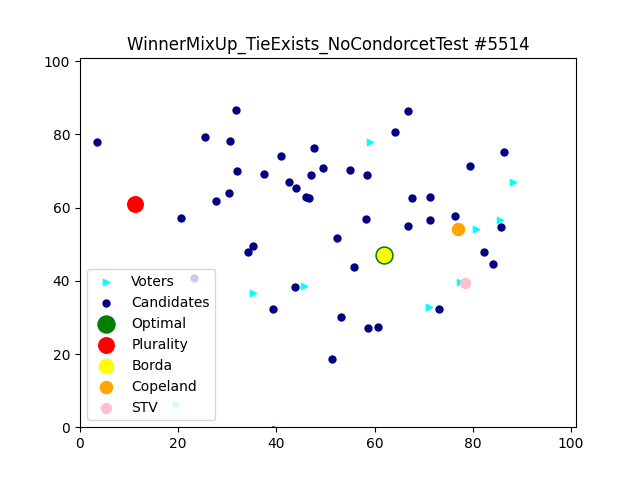 WinnerMixUp_TieExists_NoCondorcetTest #5514
100
80
60
40
20
0
Voters
Candidates
Optimal
Plurality
Borda
Copeland
STV
0 20 40 60 80 100